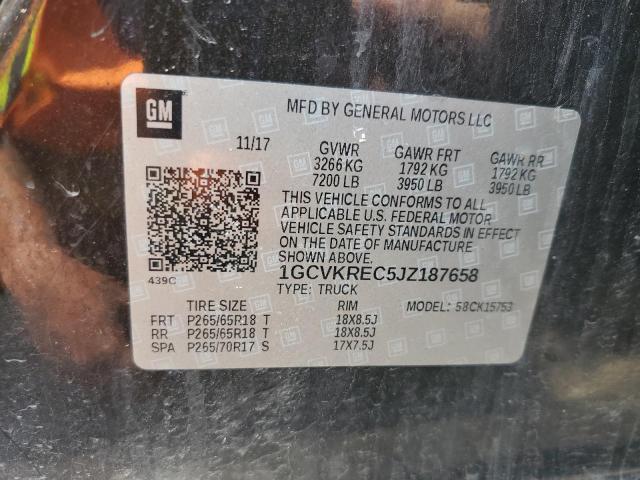 GM
MFD BY GENERAL MOTORS LLC
11/17
GVWR
3266 KG
7200 LB
GAWR FRT
1792 KG
3950 LB
GAWR RR
1792 KG
3950 LB
THIS VEHICLE CONFORMS TO ALL
APPLICABLE U.S. FEDERAL MOTOR
VEHICLE SAFETY STANDARDS IN EFFECT
ON THE DATE OF MANUFACTURE
SHOWN ABOVE.
439C
1GCVKREC5JZ187658
TYPE: TRUCK
MODEL: 58CK15753
TIRE SIZE RIM
FRT P265/65R18 T 18X8.5J
RR P265/65R18 T 18X8.5J
SPA P265/70R17 S 17X7.5J